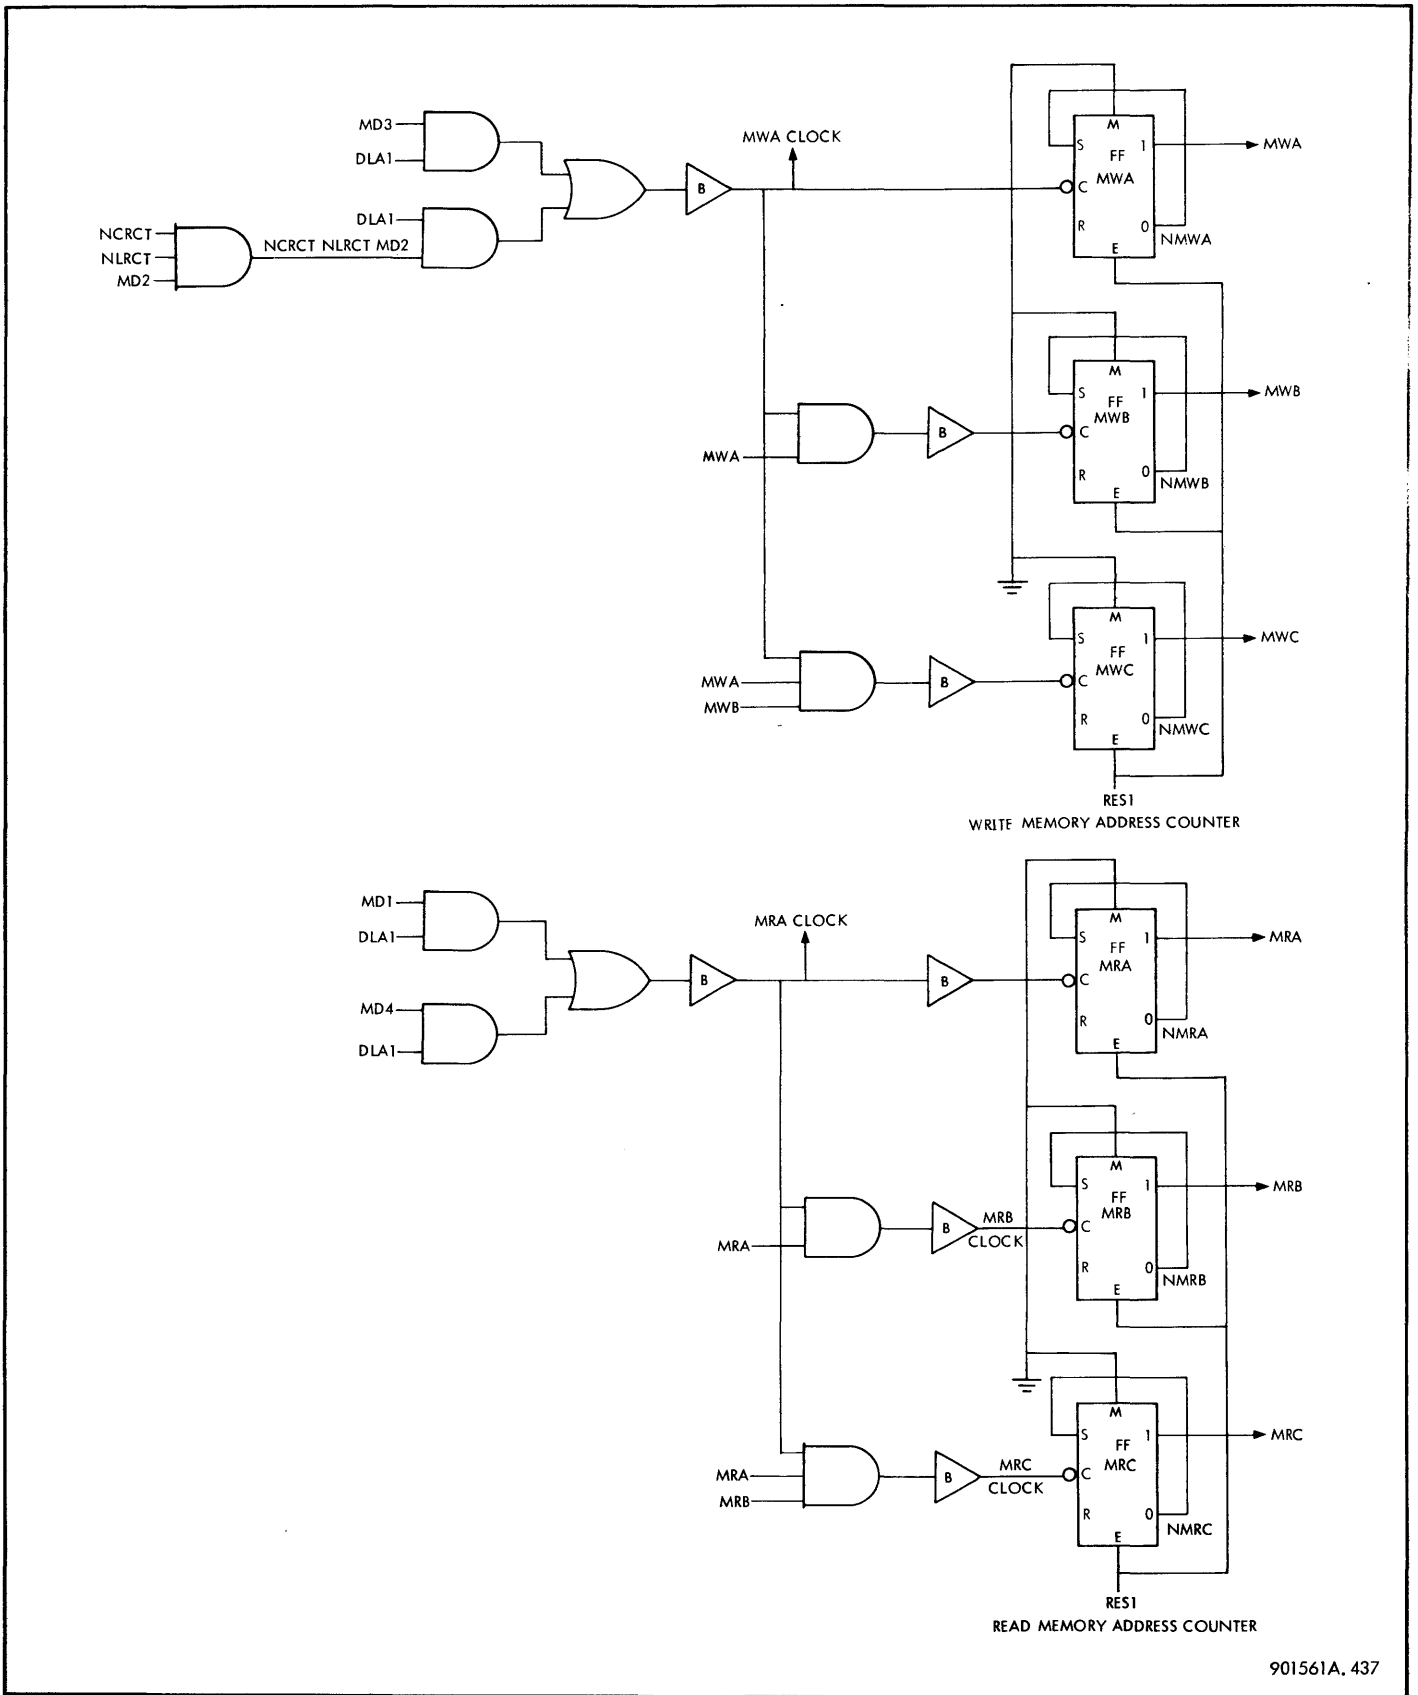 MD3
DLA1
MWA CLOCK
M
S 1
FF
MWA
C
R 0
E
MWA
NMWA
DLA1
NCRCT
NLRCT
MD2
NCRCT NLRCT MD2
B
M
S 1
FF
MWB
C
R 0
E
MWB
NMWB
MWA
B
M
S 1
FF
MWC
C
R 0
E
MWC
NMWC
MWA
MWB
B
RES1
WRITE MEMORY ADDRESS COUNTER
MD1
DLA1
MD4
DLA1
B
MRA CLOCK
B
M
S 1
FF
MRA
C
R 0
E
MRA
NMRA
MRA
B
MRB
CLOCK
M
S 1
FF
MRB
C
R 0
E
MRB
NMRB
MRA
MRB
B
MRC
CLOCK
M
S 1
FF
MRC
C
R 0
E
MRC
NMRC
RES1
READ MEMORY ADDRESS COUNTER
901561A. 437